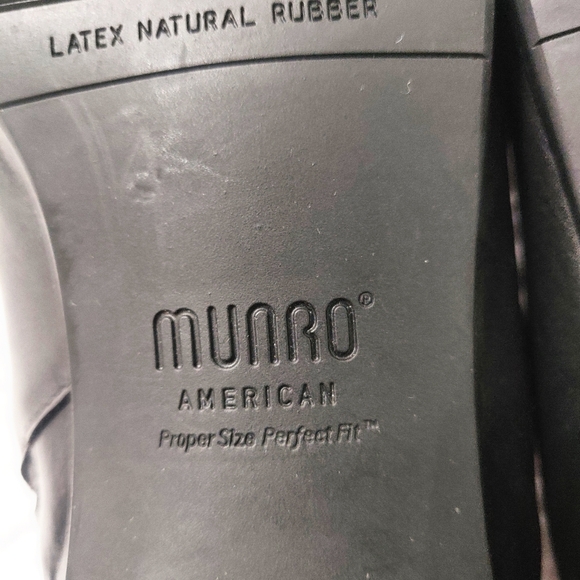 LATEX NATURAL RUBBER
MUNRO®
AMERICAN
Proper Size Perfect Fit™